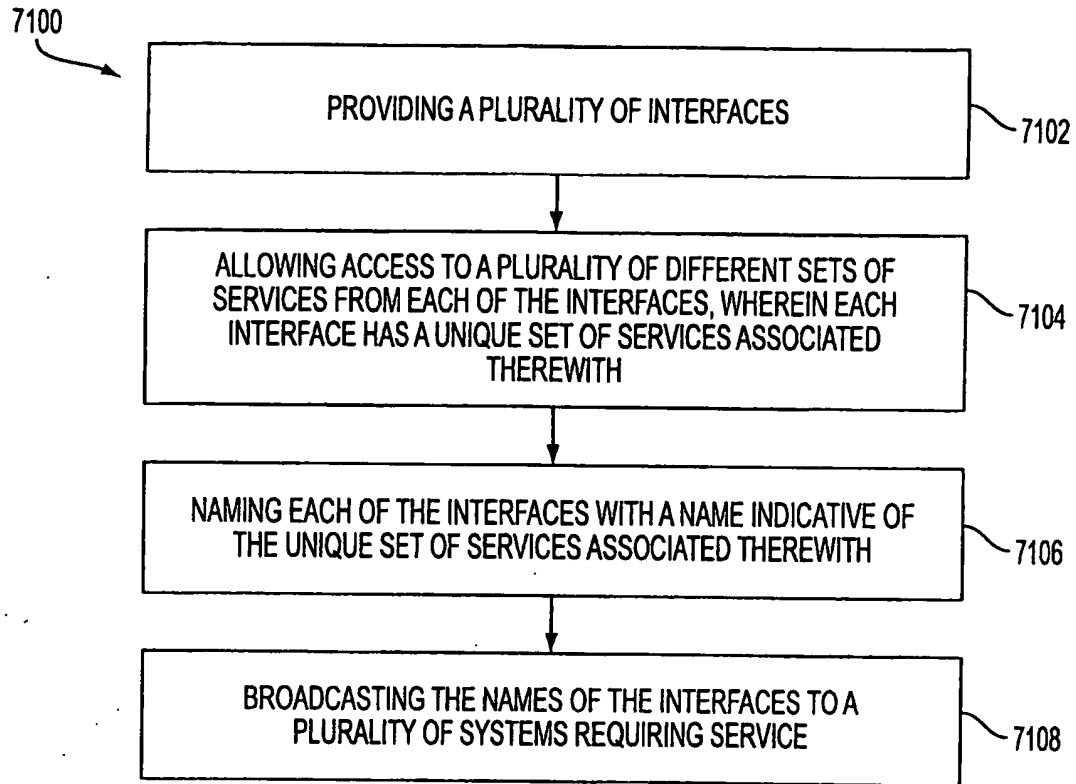 7100
PROVIDING A PLURALITY OF INTERFACES
7102
ALLOWING ACCESS TO A PLURALITY OF DIFFERENT SETS OF
SERVICES FROM EACH OF THE INTERFACES, WHEREIN EACH
INTERFACE HAS A UNIQUE SET OF SERVICES ASSOCIATED
THEREWITH
7104
NAMING EACH OF THE INTERFACES WITH A NAME INDICATIVE OF
THE UNIQUE SET OF SERVICES ASSOCIATED THEREWITH
7106
BROADCASTING THE NAMES OF THE INTERFACES TO A
PLURALITY OF SYSTEMS REQUIRING SERVICE
7108